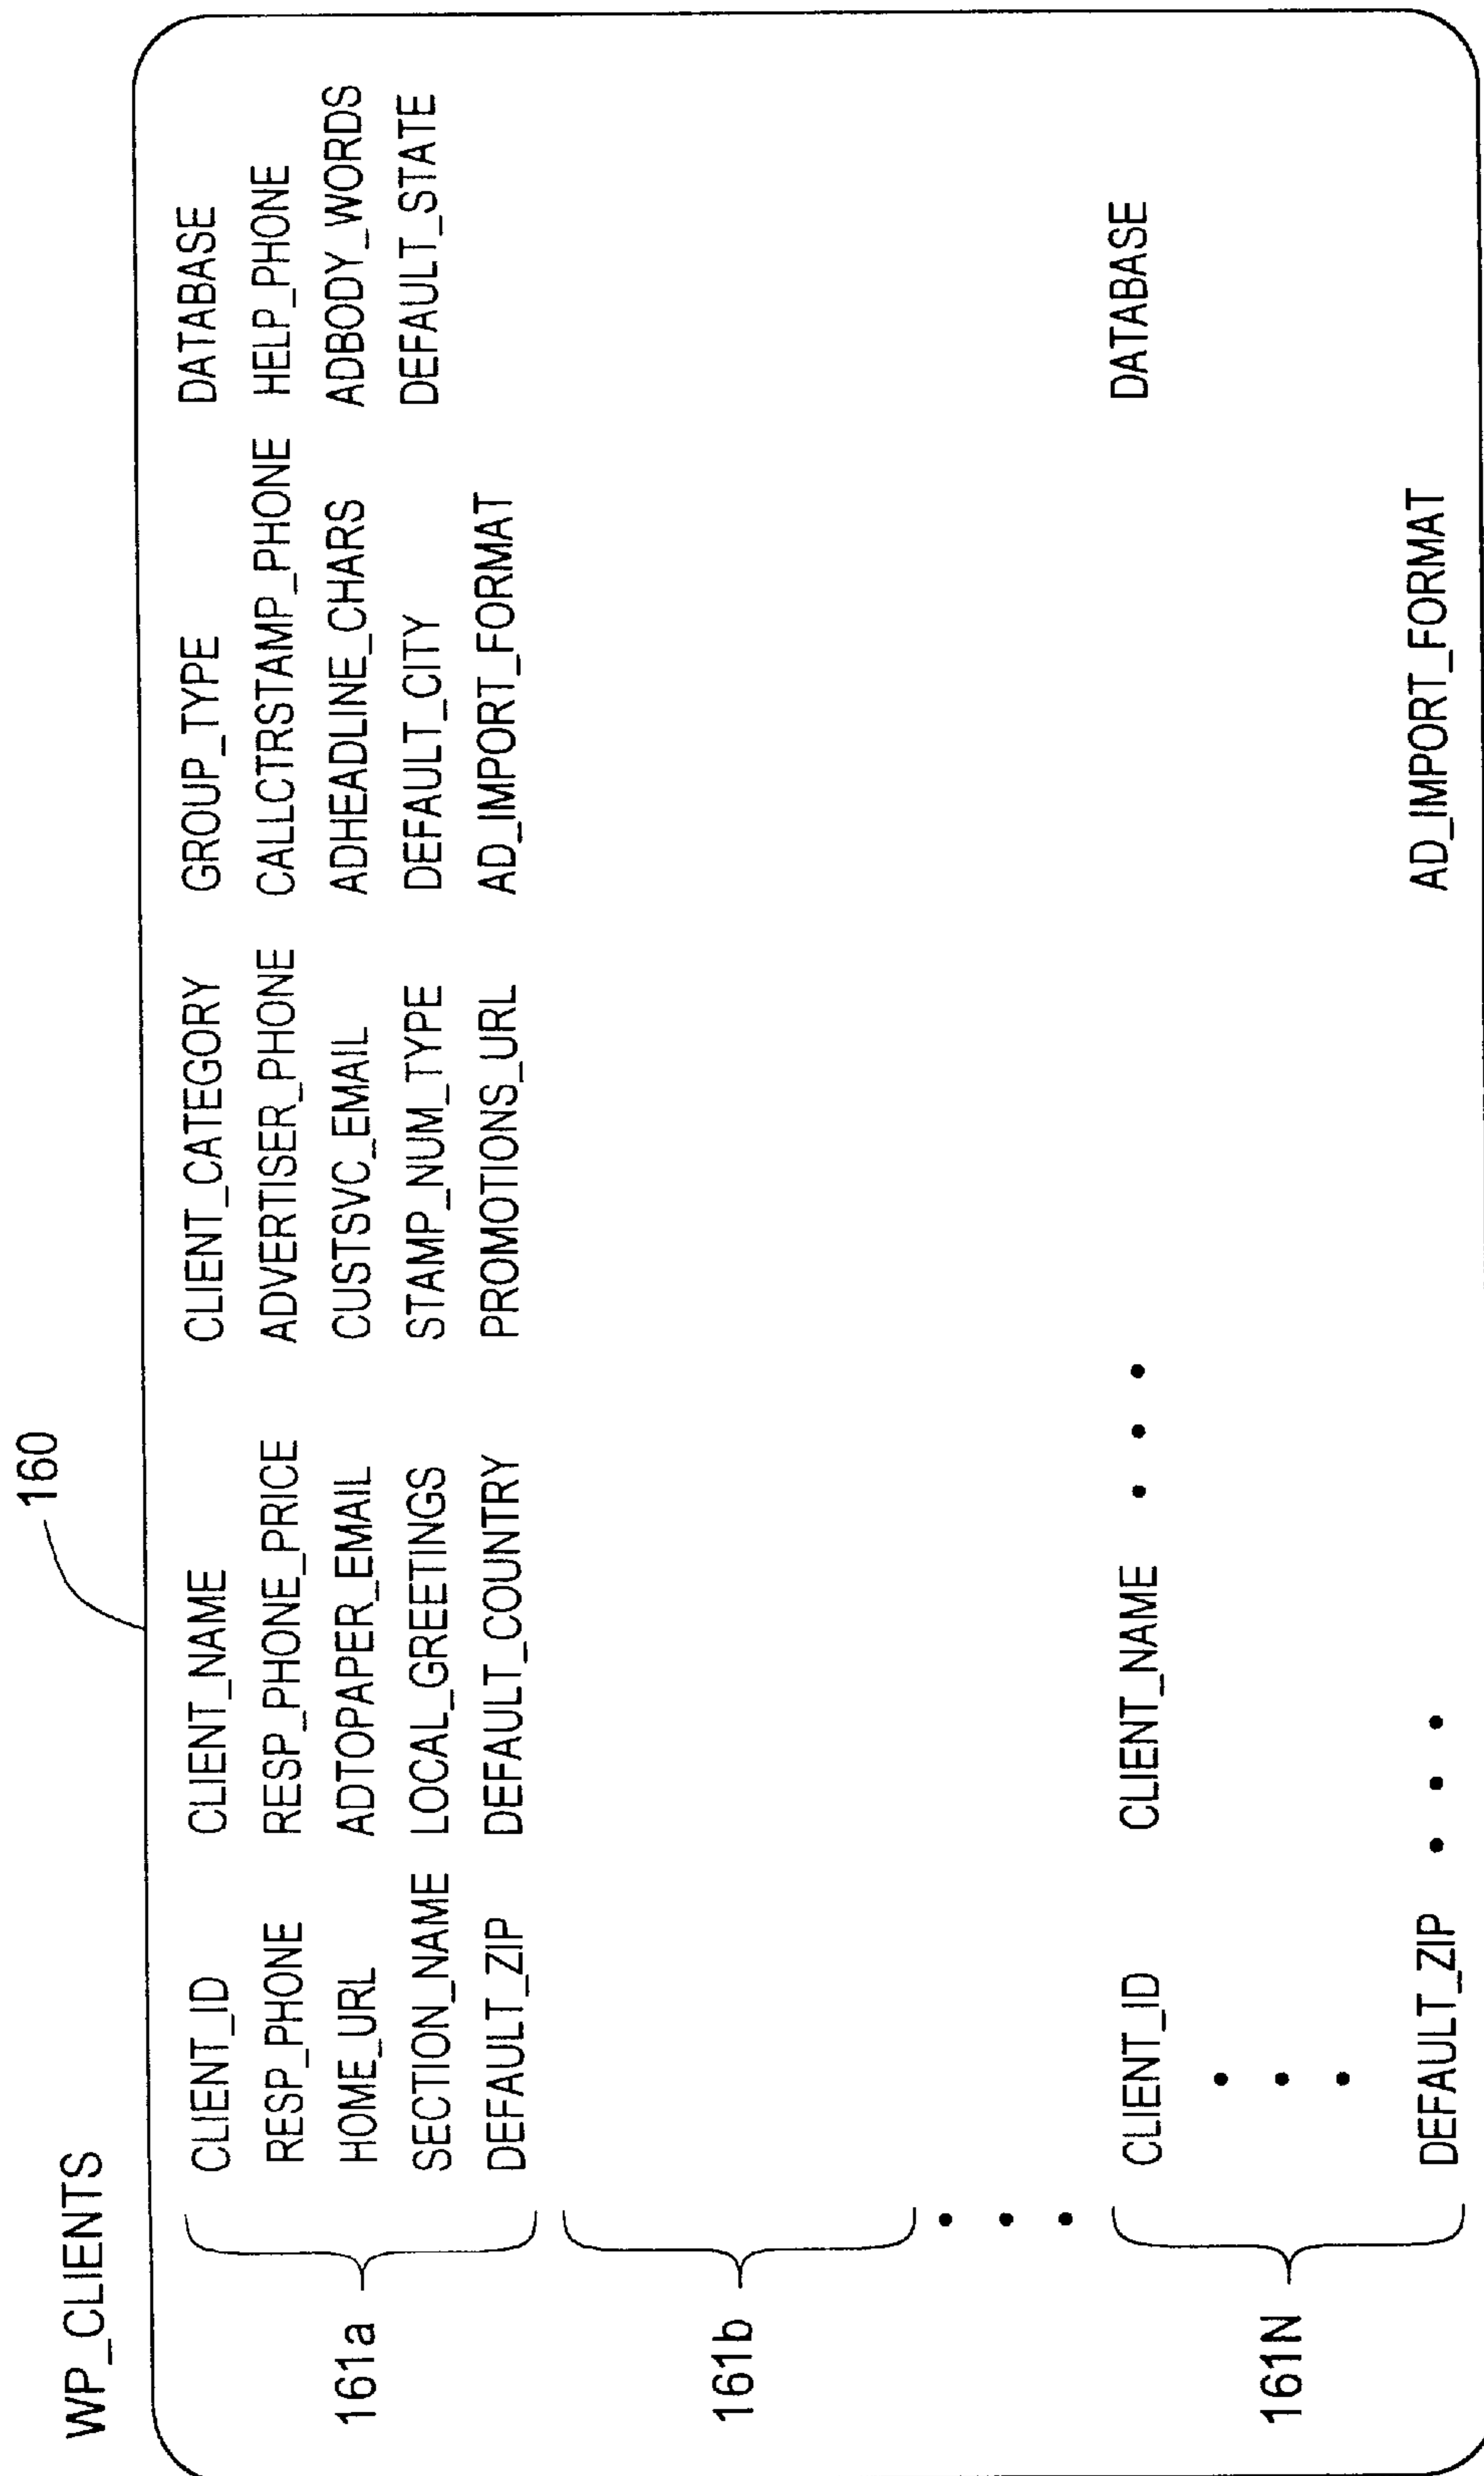 WP_CLIENTS
160
161a
CLIENT_ID CLIENT_NAME CLIENT_CATEGORY GROUP_TYPE DATABASE
RESP_PHONE RESP_PHONE_PRICE ADVERTISER_PHONE CALLCTRSTAMP_PHONE HELP_PHONE
HOME_URL ADTOPAPER_EMAIL CUSTSVC_EMAIL ADHEADLINE_CHARS ADBODY_WORDS
SECTION_NAME LOCAL_GREETINGS STAMP_NUM_TYPE DEFAULT_CITY DEFAULT_STATE
DEFAULT_ZIP DEFAULT_COUNTRY PROMOTIONS_URL AD_IMPORT_FORMAT
161b
161N
CLIENT_ID CLIENT_NAME • • • DATABASE
DEFAULT_ZIP • • • AD_IMPORT_FORMAT